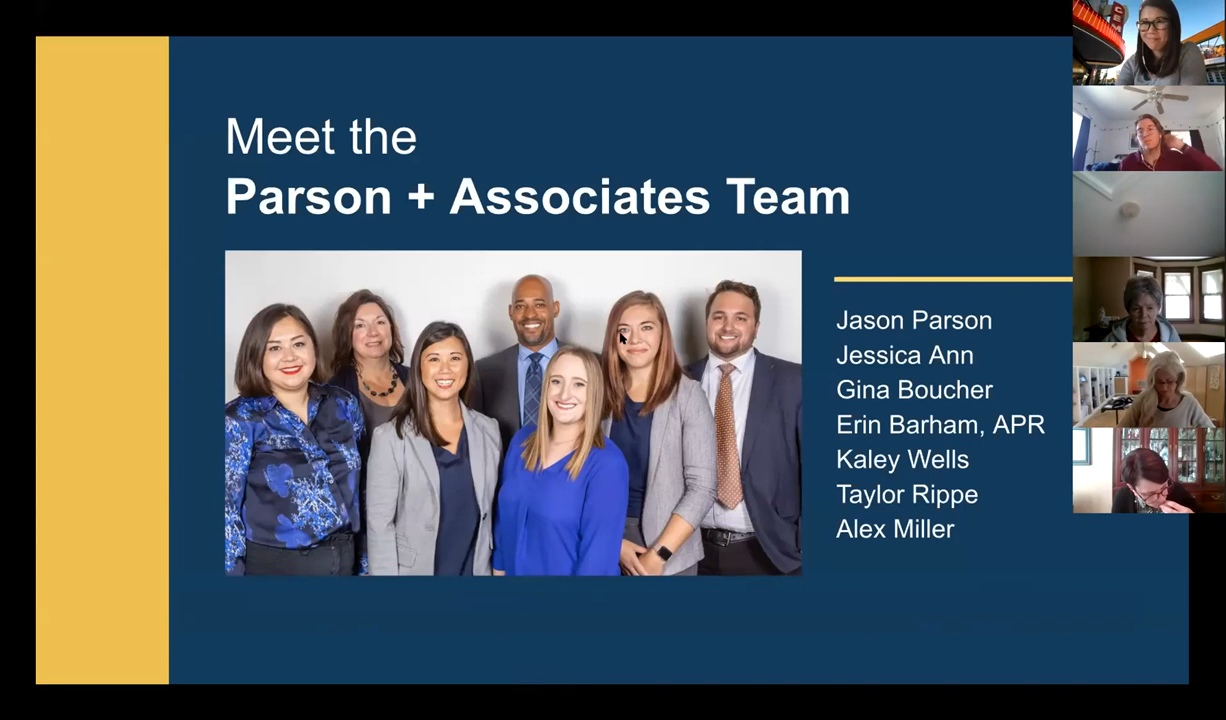 Meet the
Parson + Associates Team
Jason Parson
Jessica Ann
Gina Boucher
Erin Barham, APR
Kaley Wells
Taylor Rippe
Alex Miller